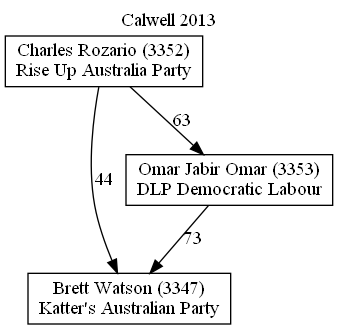 Calwell 2013
Charles Rozario (3352)
Rise Up Australia Party
63
Omar Jabir Omar (3353)
DLP Democratic Labour
44
73
Brett Watson (3347)
Katter's Australian Party